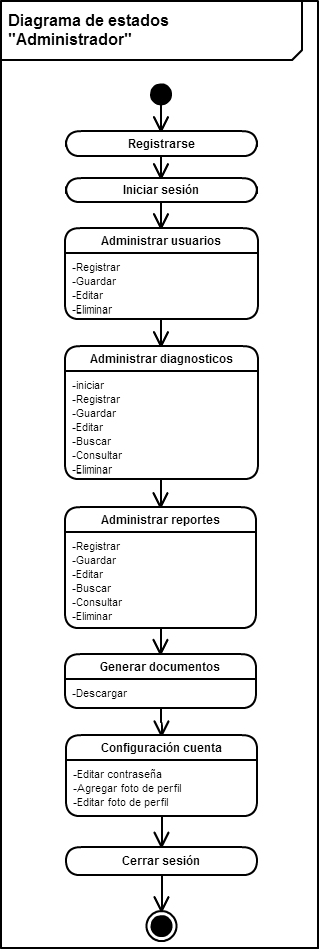 Diagrama de estados
"Administrador"
Registrarse
Iniciar sesión
Administrar usuarios
-Registrar
-Guardar
-Editar
-Eliminar
Administrar diagnosticos
-iniciar
-Registrar
-Guardar
-Editar
-Buscar
-Consultar
-Eliminar
Administrar reportes
-Registrar
-Guardar
-Editar
-Buscar
-Consultar
-Eliminar
Generar documentos
-Descargar
Configuración cuenta
-Editar contraseña
-Agregar foto de perfil
-Editar foto de perfil
Cerrar sesión